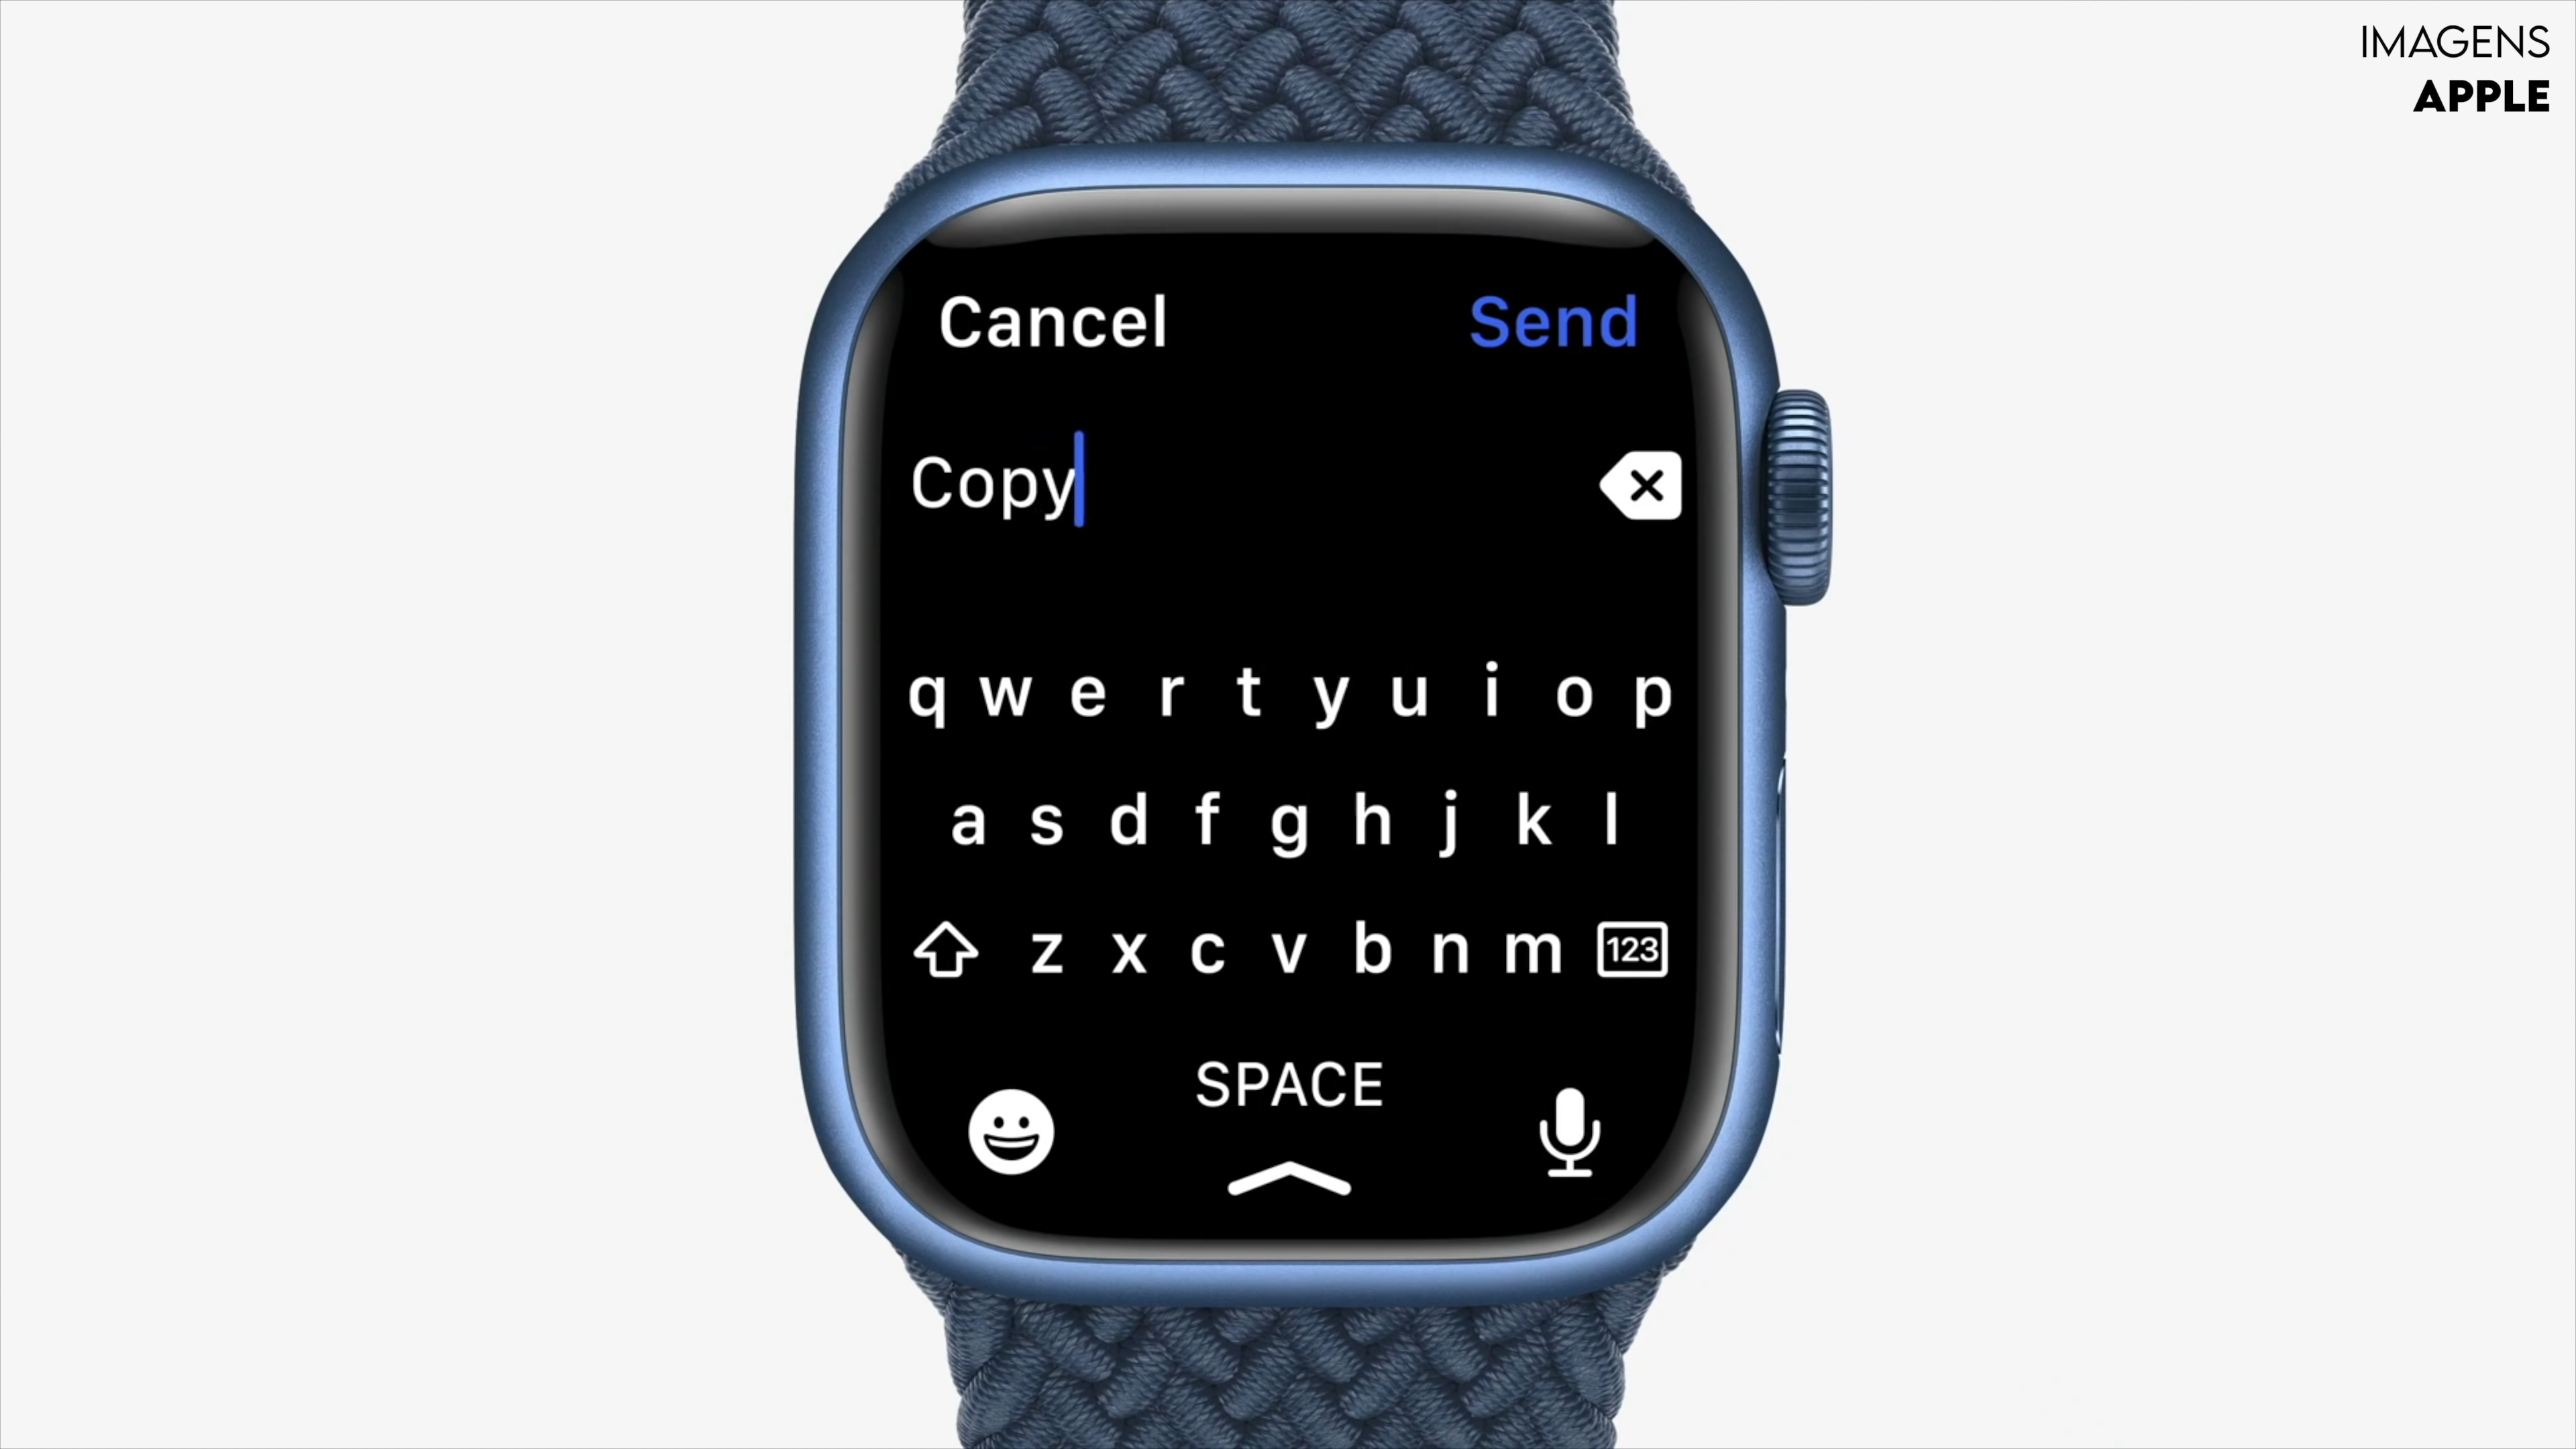 IMAGENS
APPLE
Cancel Send
Copy
q w e r t y u i o p
a s d f g h j k l
z x c v b n m 123
SPACE